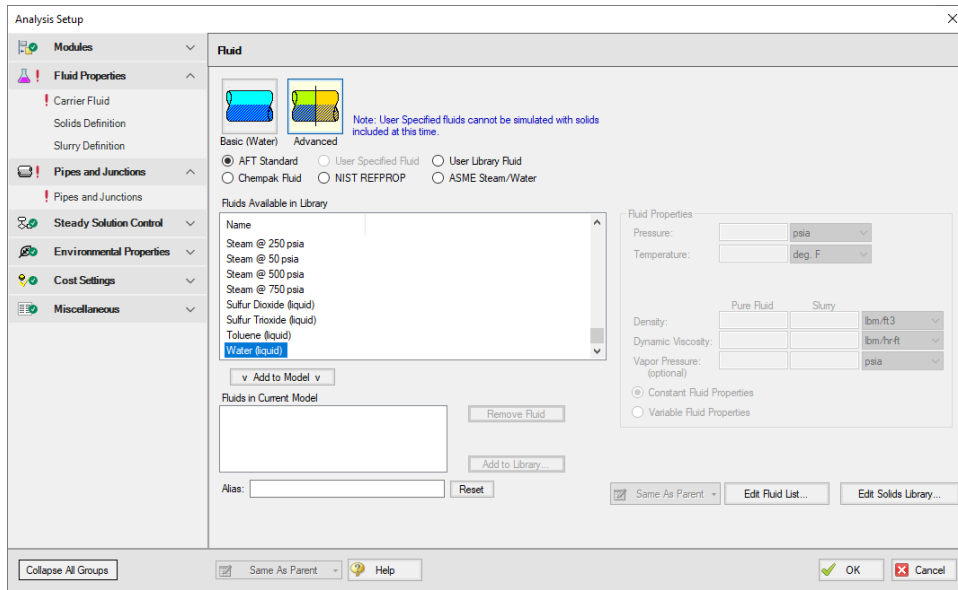 Analysis Setup
Modules
Fluid Properties
Carrier Fluid
Solids Definition
Slurry Definition
Pipes and Junctions
Pipes and Junctions
Steady Solution Control
Environmental Properties
Cost Settings
Miscellaneous
Collapse All Groups
Fluid
Basic (Water)
Advanced
Note: User Specified fluids cannot be simulated with solids
included at this time.
AFT Standard
User Specified Fluid
User Library Fluid
Chempak Fluid
NIST REFPROP
ASME Steam/Water
Fluids Available in Library
Name
Steam @ 250 psia
Steam @ 50 psia
Steam @ 500 psia
Steam @ 750 psia
Sulfur Dioxide (liquid)
Sulfur Trioxide (liquid)
Toluene (liquid)
Water (liquid)
v Add to Model v
Fluids in Current Model
Remove Fluid
Add to Library...
Alias:
Reset
Fluid Properties
Pressure:
psia
Temperature:
deg. F
Pure Fluid
Slurry
Density:
lbm/ft3
Dynamic Viscosity:
lbm/hr-ft
Vapor Pressure:
(optional)
psia
Constant Fluid Properties
Variable Fluid Properties
Same As Parent
Edit Fluid List...
Edit Solids Library...
Same As Parent
Help
OK
Cancel